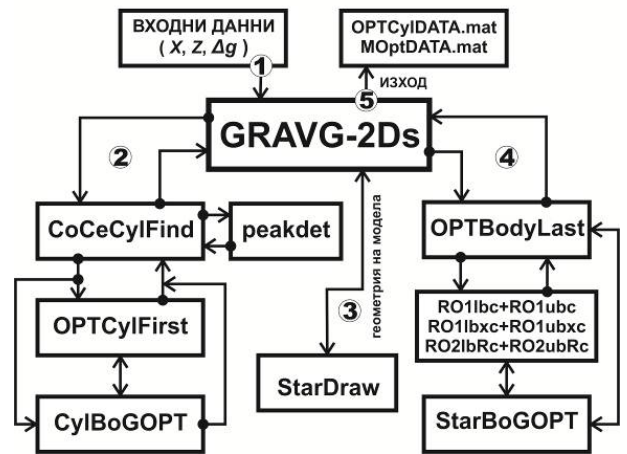 ВХОДНИ ДАННИ
( X, Z, Δg )
OPTCylDATA.mat
MOptDATA.mat
1
5
ИЗХОД
GRAVG-2Ds
2
4
CoCeCylFind
peakdet
OPTBodyLast
3
геометрия на модела
OPTCylFirst
RO1lbc+RO1ubc
RO1lbxc+RO1ubxc
RO2lbRc+RO2ubRc
StarDraw
CylBoGOPT
StarBoGOPT